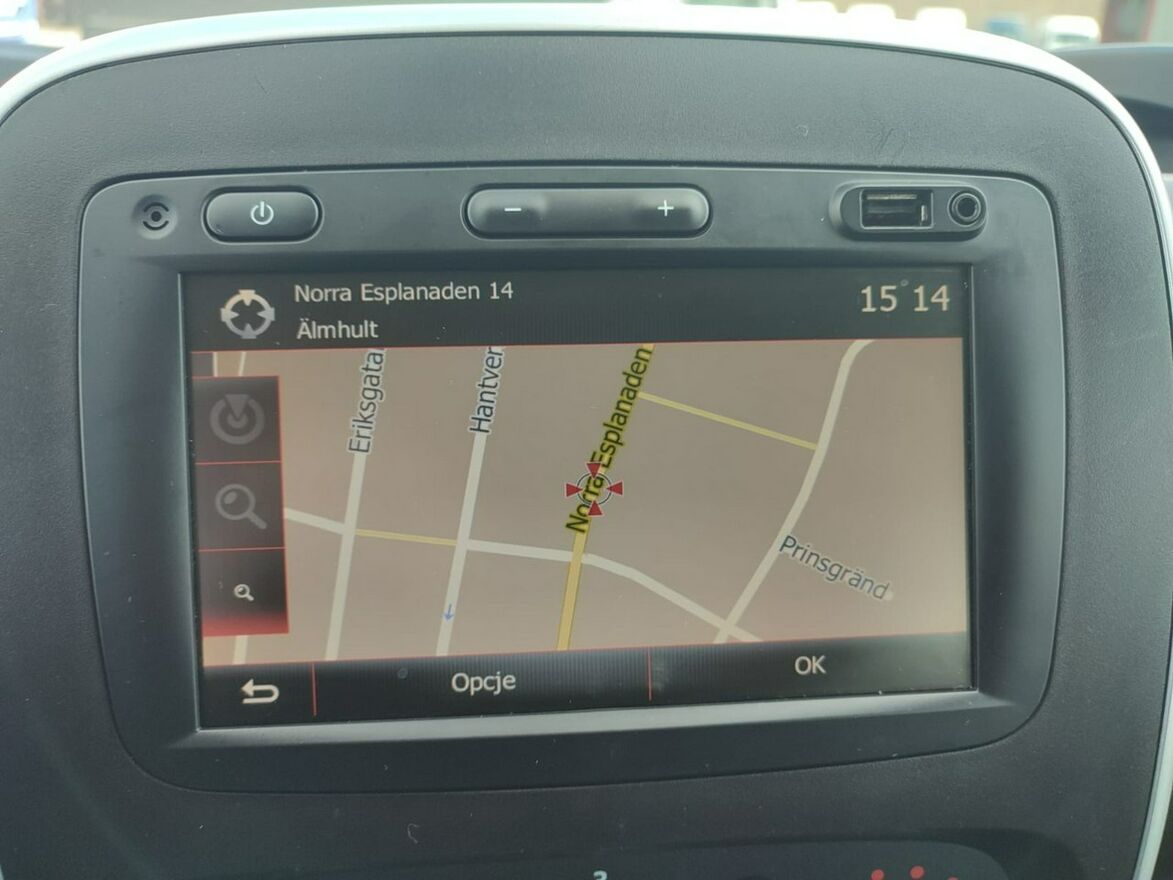 Norra Esplanaden 14
Älmhult
15 14
Eriksgata
Hantver
Norra Esplanaden
Prinsgränd
Opcje
OK